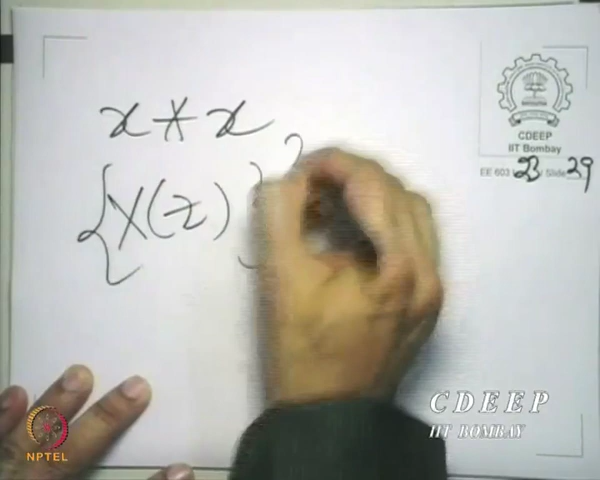 x * x
{X(z)}²
CDEEP
IIT Bombay
EE 603 L 23 / Slide 29
CDEEP
IIT BOMBAY
NPTEL